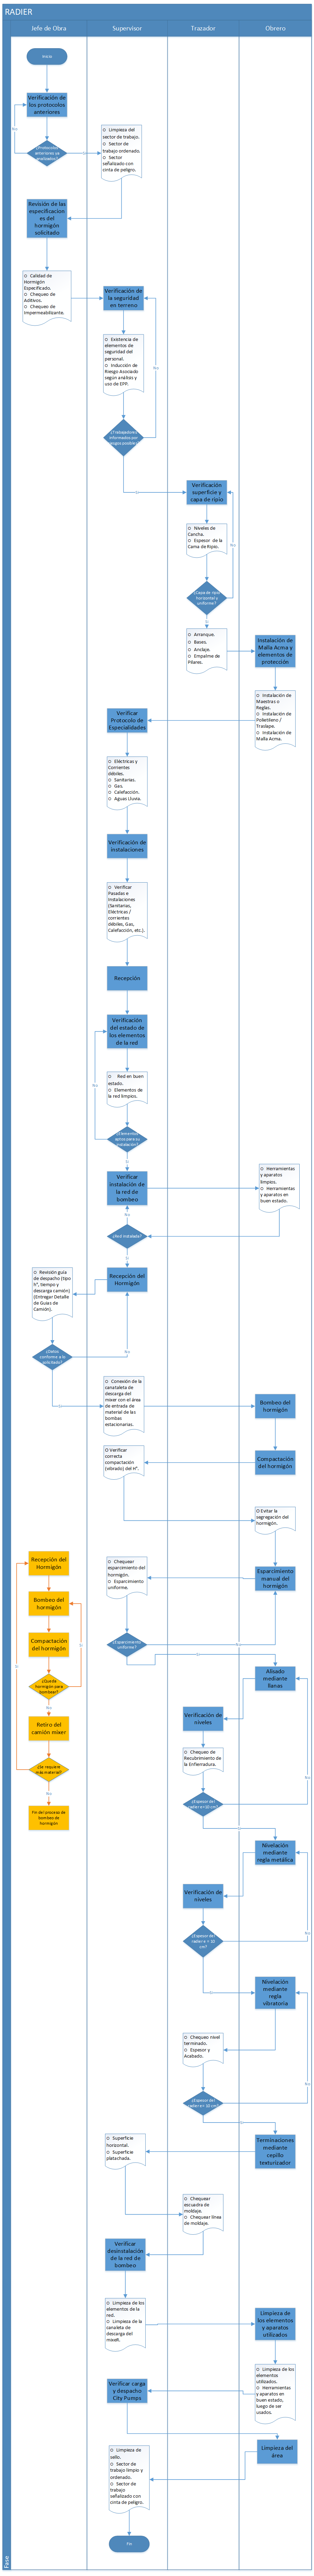 RADIER
Jefe de Obra
Supervisor
Trazador
Obrero
Inicio
Verificación de
los protocolos
anteriores
No
¿Protocolos
anteriores ya
analizados?
Si
O Limpieza del
sector de trabajo.
O Sector de
trabajo ordenado.
O Sector
señalizado con
cinta de peligro.
Revisión de las
especificacion
es del
hormigón
solicitado
O Calidad de
Hormigón
Especificado.
O Chequeo de
Aditivos.
O Chequeo de
Impermeabilizante.
Verificación de
la seguridad
en terreno
O Existencia de
elementos de
seguridad del
personal.
O Inducción de
Riesgo Asociado
según análisis y
uso de EPP.
No
¿Trabajadores
informados por
Si
Verificación
superficie y
capa de ripio
O Niveles de
Cancha.
O Espesor de la
Cama de Ripio.
No
¿Capa de ripio
horizontal y
uniforme?
Si
O Arranque.
O Bases.
O Anclaje.
O Empalme de
Pilares.
Instalación de
Malla Acma y
elementos de
protección
O Instalación de
Maestras o
Reglas.
O Instalación de
Polietileno /
Traslape.
O Instalación de
Malla Acma.
Verificar
Protocolo de
Especialidades
O Eléctricas y
Corrientes
débiles.
O Sanitarias.
O Gas.
O Calefacción.
O Aguas Lluvia.
Verificación de
instalaciones
O Verificar
Pasadas e
Instalaciones
(Sanitarias,
Eléctricas /
corrientes
débiles, Gas,
Calefacción, etc.).
Recepción
Verificación
del estado de
los elementos
de la red
O Red en buen
estado.
O Elementos de
la red limpios.
No
¿Elementos
aptos para su
instalación?
Si
Verificar
instalación de
la red de
bombeo
O Herramientas
y aparatos
limpios.
O Herramientas
y aparatos en
buen estado.
No
¿Red instalada?
Si
Recepción del
Hormigón
O Revisión guía
de despacho (tipo
h°, tiempo y
descarga camión)
(Entregar Detalle
de Guías de
Camión).
No
¿Datos
conforme a lo
solicitado?
Si
O Conexión de la
canataleta de
descarga del
mixer con el área
de entrada de
material de las
bombas
estacionarias.
Bombeo del
hormigón
O Verificar
correcta
compactación
(vibrado) del H°.
Compactación
del hormigón
O Evitar la
segregación del
hormigón.
O Chequear
esparcimiento del
hormigón.
O Esparcimiento
uniforme.
Esparcimiento
manual del
hormigón
¿Esparcimiento
uniforme?
No
Si
Recepción del
Hormigón
Bombeo del
hormigón
Compactación
del hormigón
¿Queda
hormigón para
bombear?
Si
No
Retiro del
camión mixer
¿Se requiere
más material?
Si
No
Fin del proceso de
bombeo de
hormigón
Alisado
mediante
llanas
Verificación de
niveles
O Chequeo de
Recubrimiento de
la Enfierradura.
No
¿Espesor del
radier e=10 cm?
Si
Nivelación
mediante
regla metálica
Verificación de
niveles
No
¿Espesor del
radier e = 10
cm?
Si
Nivelación
mediante
regla
vibratoria
O Chequeo nivel
terminado.
O Espesor y
Acabado.
No
¿Espesor del
radier e= 10 cm?
Si
Terminaciones
mediante
cepillo
texturizador
O Superficie
horizontal.
O Superficie
platachada.
O Chequear
escuadra de
moldaje.
O Chequear línea
de moldaje.
Verificar
desinstalación
de la red de
bombeo
O Limpieza de los
elementos de la
red.
O Limpieza de la
canaleta de
descarga del
mixeR.
Limpieza de
los elementos
y aparatos
utilizados
O Limpieza de los
elementos
utilizados.
O Herramientas
y aparatos en
buen estado,
luego de ser
usados.
Verificar carga
y despacho
City Pumps
Limpieza del
área
O Limpieza de
sello.
O Sector de
trabajo limpio y
ordenado.
O Sector de
trabajo
señalizado con
cinta de peligro.
Fin
Fase